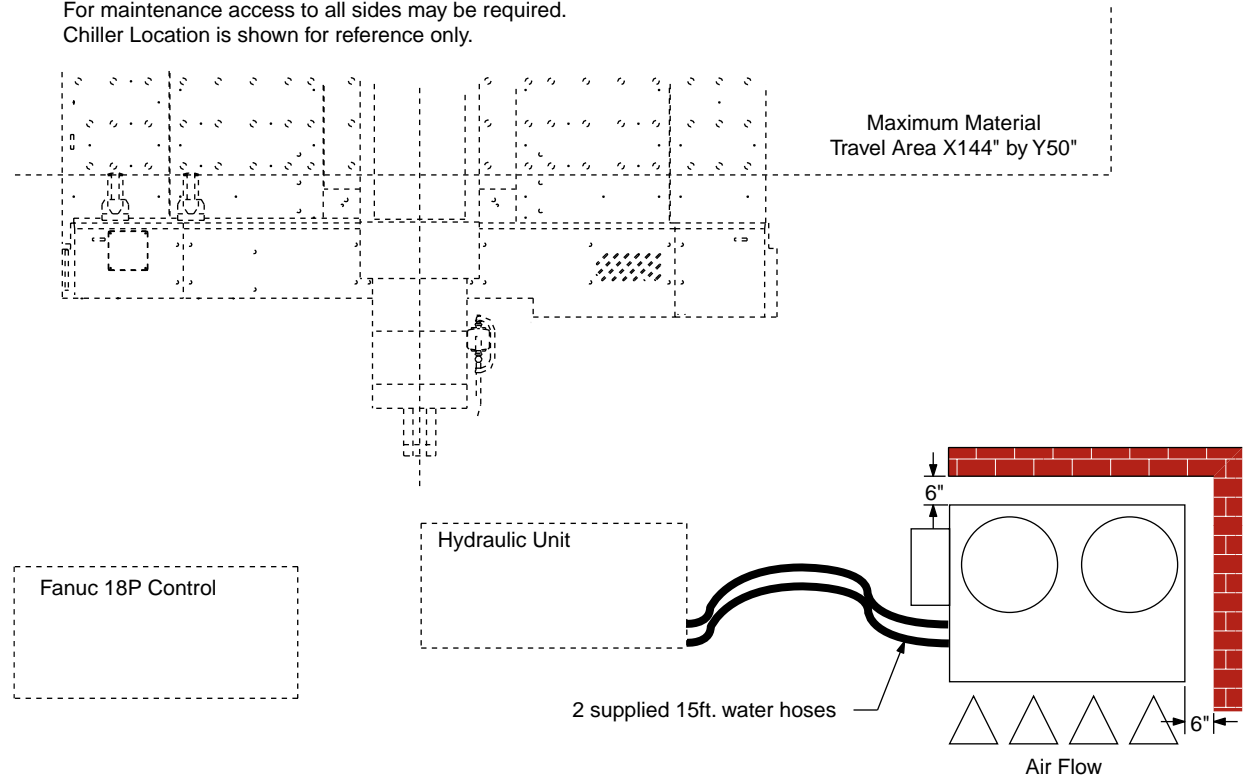 For maintenance access to all sides may be required.
Chiller Location is shown for reference only.
Maximum Material
Travel Area X144" by Y50"
6"
Hydraulic Unit
Fanuc 18P Control
2 supplied 15ft. water hoses
6"
Air Flow